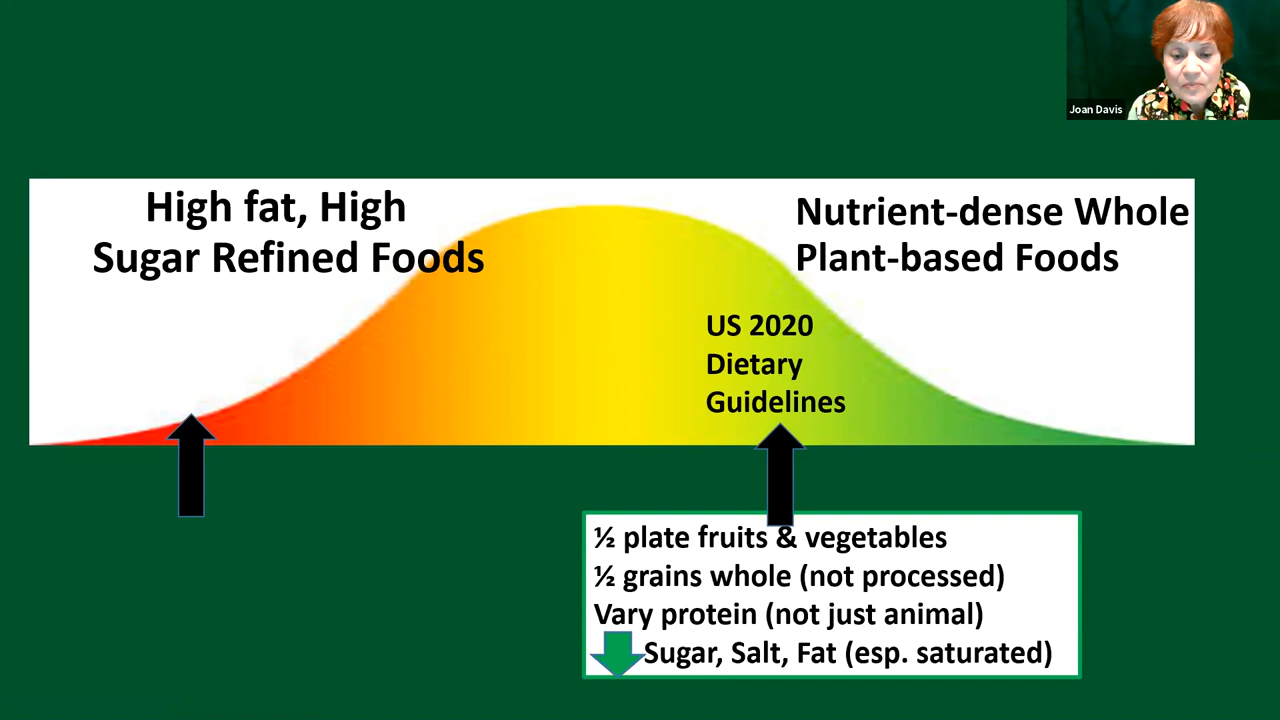 Joan Davis
High fat, High
Sugar Refined Foods
Nutrient-dense Whole
Plant-based Foods
US 2020
Dietary
Guidelines
½ plate fruits & vegetables
½ grains whole (not processed)
Vary protein (not just animal)
Sugar, Salt, Fat (esp. saturated)